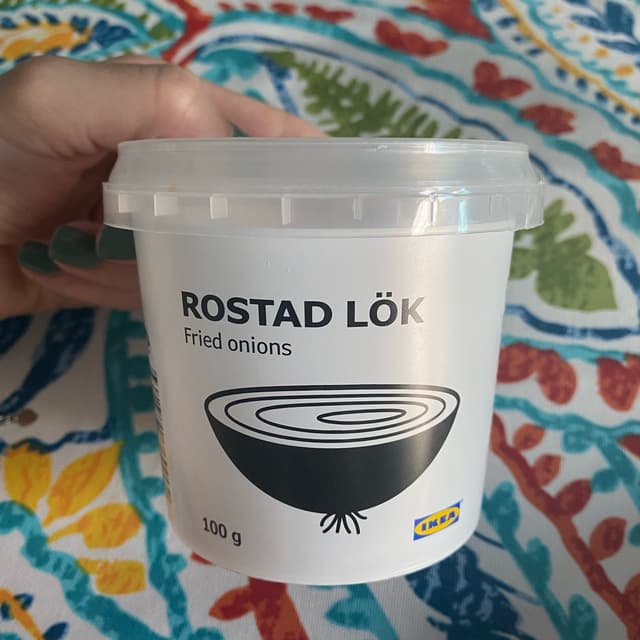 ROSTAD LÖK
Fried onions
100 g
IKEA